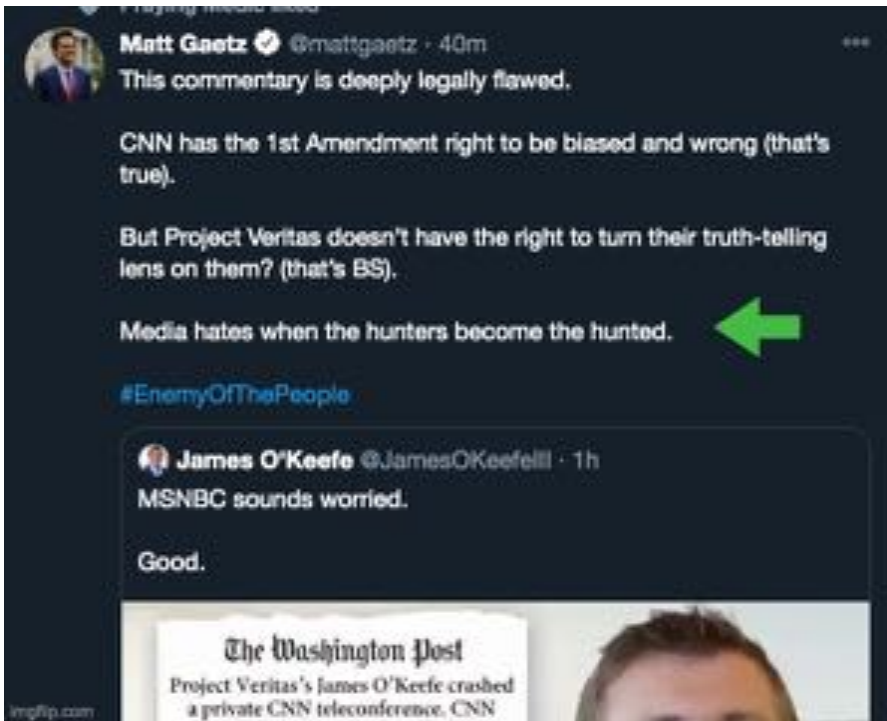 Praying Medic liked
Matt Gaetz @mattgaetz · 40m
This commentary is deeply legally flawed.
CNN has the 1st Amendment right to be biased and wrong (that's
true).
But Project Veritas doesn't have the right to turn their truth-telling
lens on them? (that's BS).
Media hates when the hunters become the hunted.
#EnemyOfThePeople
James O'Keefe @JamesOKeefeIII · 1h
MSNBC sounds worried.
Good.
The Washington Post
Project Veritas's James O'Keefe crashed
a private CNN teleconference. CNN
imgflip.com